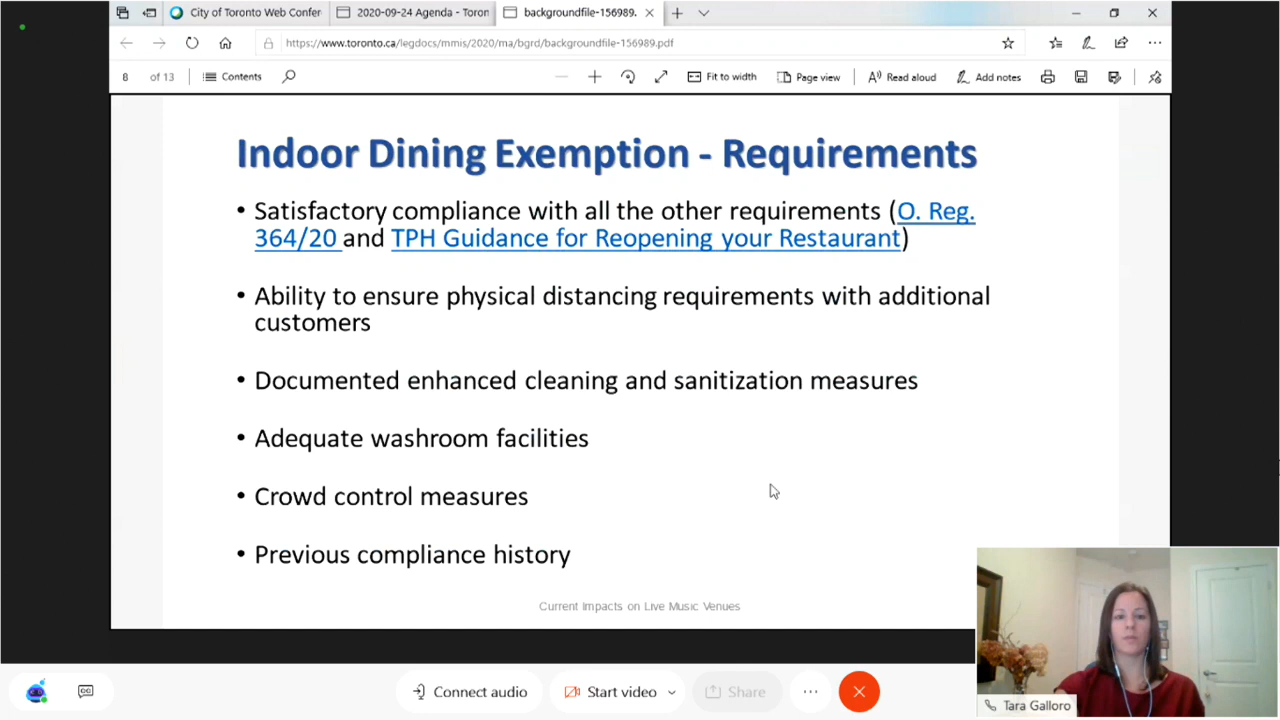 City of Toronto Web Confer
2020-09-24 Agenda - Toron
backgroundfile-156989.
https://www.toronto.ca/legdocs/mmis/2020/ma/bgrd/backgroundfile-156989.pdf
8 of 13
Contents
Fit to width
Page view
Read aloud
Add notes
Indoor Dining Exemption - Requirements
• Satisfactory compliance with all the other requirements (O. Reg.
364/20 and TPH Guidance for Reopening your Restaurant)
• Ability to ensure physical distancing requirements with additional
customers
• Documented enhanced cleaning and sanitization measures
• Adequate washroom facilities
• Crowd control measures
• Previous compliance history
Current Impacts on Live Music Venues
Tara Galloro
Connect audio
Start video
Share